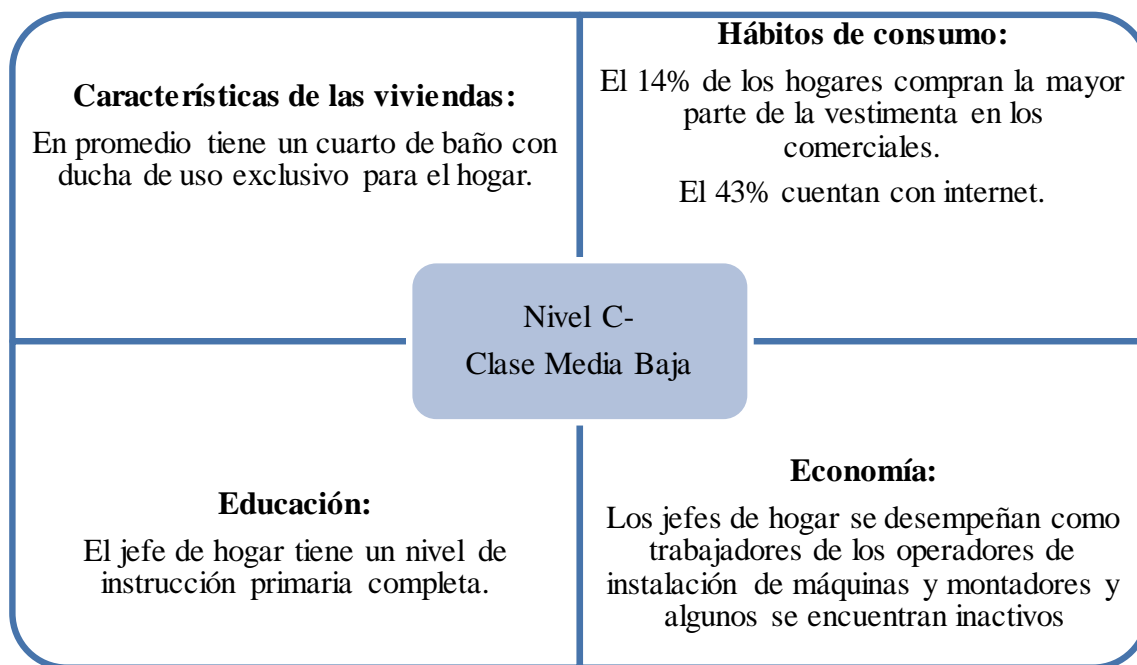 Características de las viviendas:
En promedio tiene un cuarto de baño con
ducha de uso exclusivo para el hogar.
Hábitos de consumo:
El 14% de los hogares compran la mayor
parte de la vestimenta en los
comerciales.
El 43% cuentan con internet.
Nivel C-
Clase Media Baja
Educación:
El jefe de hogar tiene un nivel de
instrucción primaria completa.
Economía:
Los jefes de hogar se desempeñan como
trabajadores de los operadores de
instalación de máquinas y montadores y
algunos se encuentran inactivos